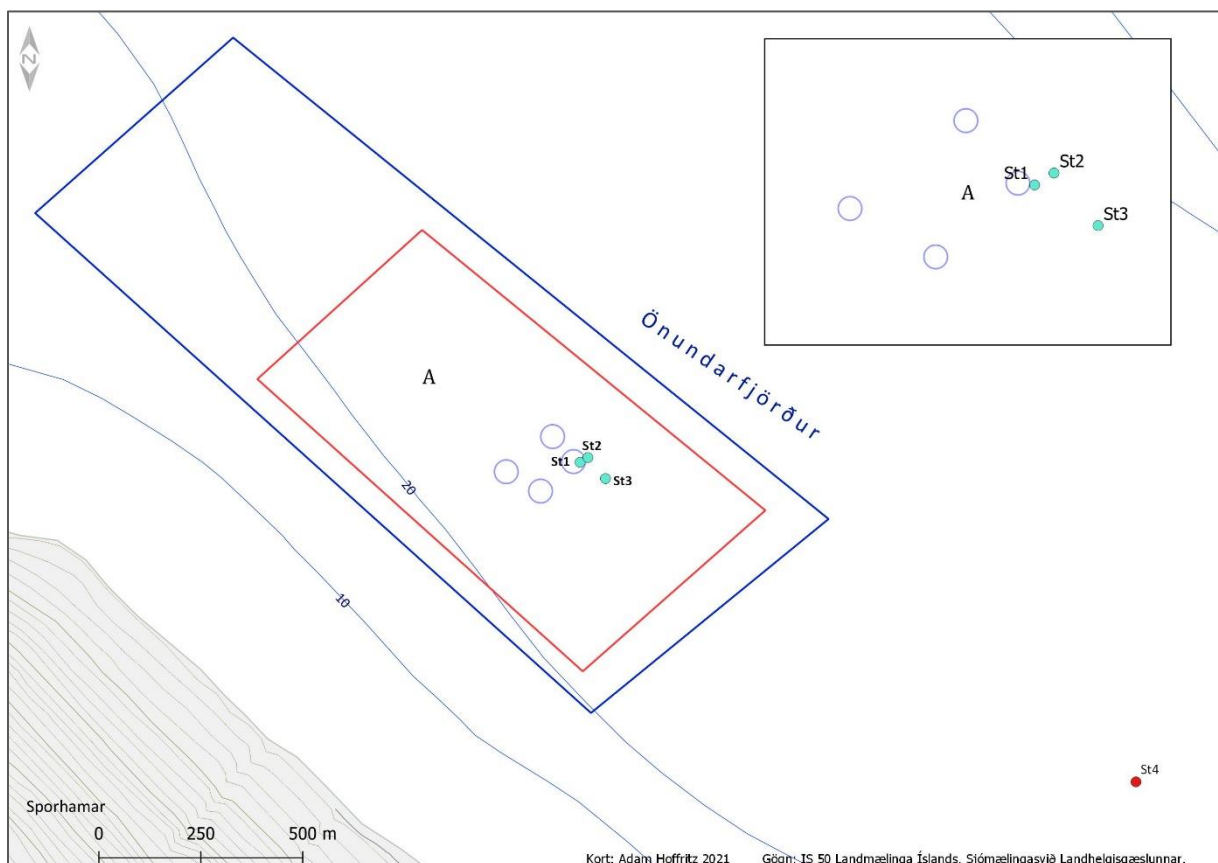 N
St1
St2
St3
A
Önundarfjörður
A
St1
St2
St3
20
10
St4
Sporhamar
0 250 500 m
Kort: Adam Hoffritz 2021 Gögn: IS 50 Landmælinga Íslands, Sjómælingasvið Landhelgisgæslunnar.